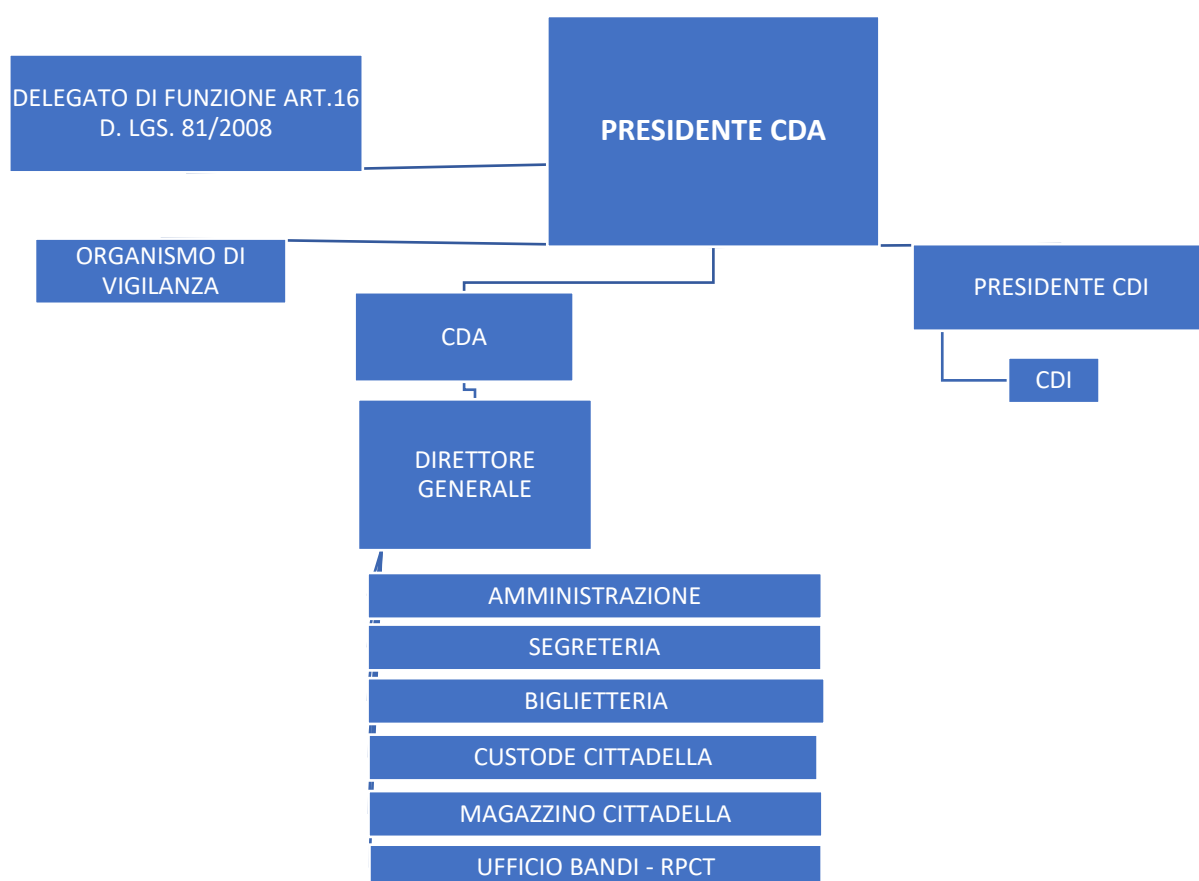 DELEGATO DI FUNZIONE ART.16
D. LGS. 81/2008
PRESIDENTE CDA
ORGANISMO DI
VIGILANZA
PRESIDENTE CDI
CDA
CDI
DIRETTORE
GENERALE
AMMINISTRAZIONE
SEGRETERIA
BIGLIETTERIA
CUSTODE CITTADELLA
MAGAZZINO CITTADELLA
UFFICIO BANDI - RPCT